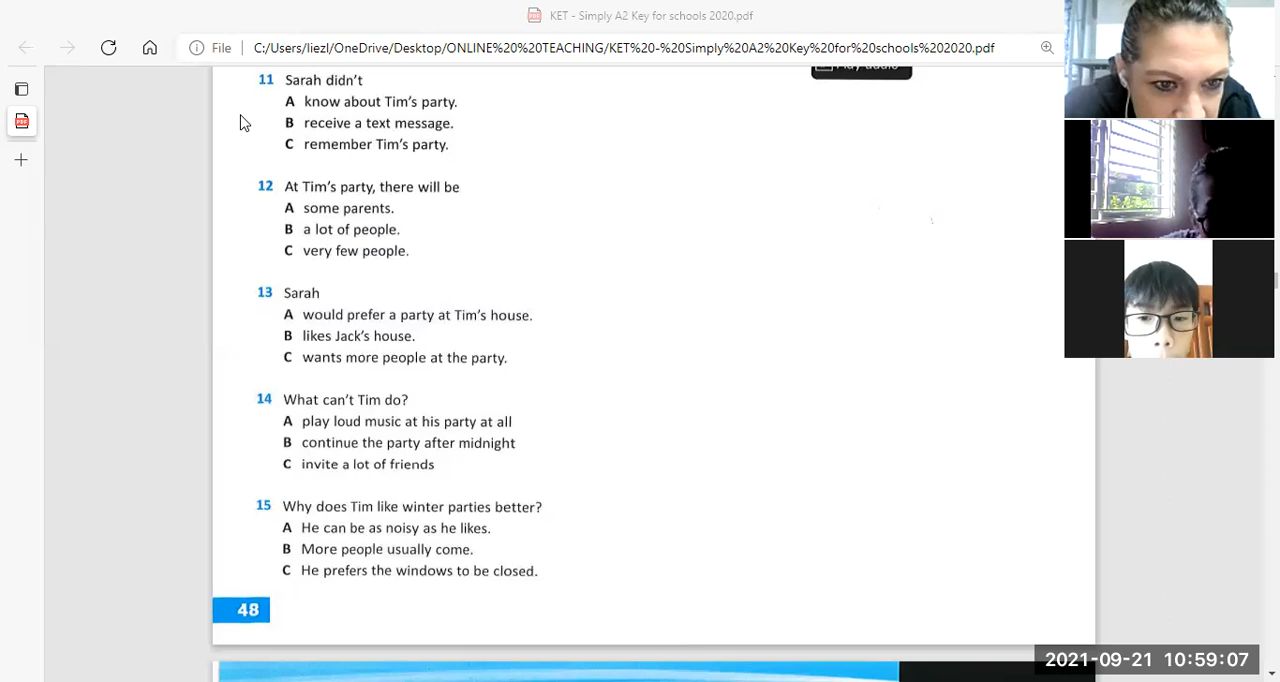 KET - Simply A2 Key for schools 2020.pdf
File | C:/Users/liezl/OneDrive/Desktop/ONLINE%20%20TEACHING/KET%20-%20Simply%20A2%20Key%20for%20schools%202020.pdf
11 Sarah didn't
A know about Tim's party.
B receive a text message.
C remember Tim's party.
12 At Tim's party, there will be
A some parents.
B a lot of people.
C very few people.
13 Sarah
A would prefer a party at Tim's house.
B likes Jack's house.
C wants more people at the party.
14 What can't Tim do?
A play loud music at his party at all
B continue the party after midnight
C invite a lot of friends
15 Why does Tim like winter parties better?
A He can be as noisy as he likes.
B More people usually come.
C He prefers the windows to be closed.
48
2021-09-21 10:59:07